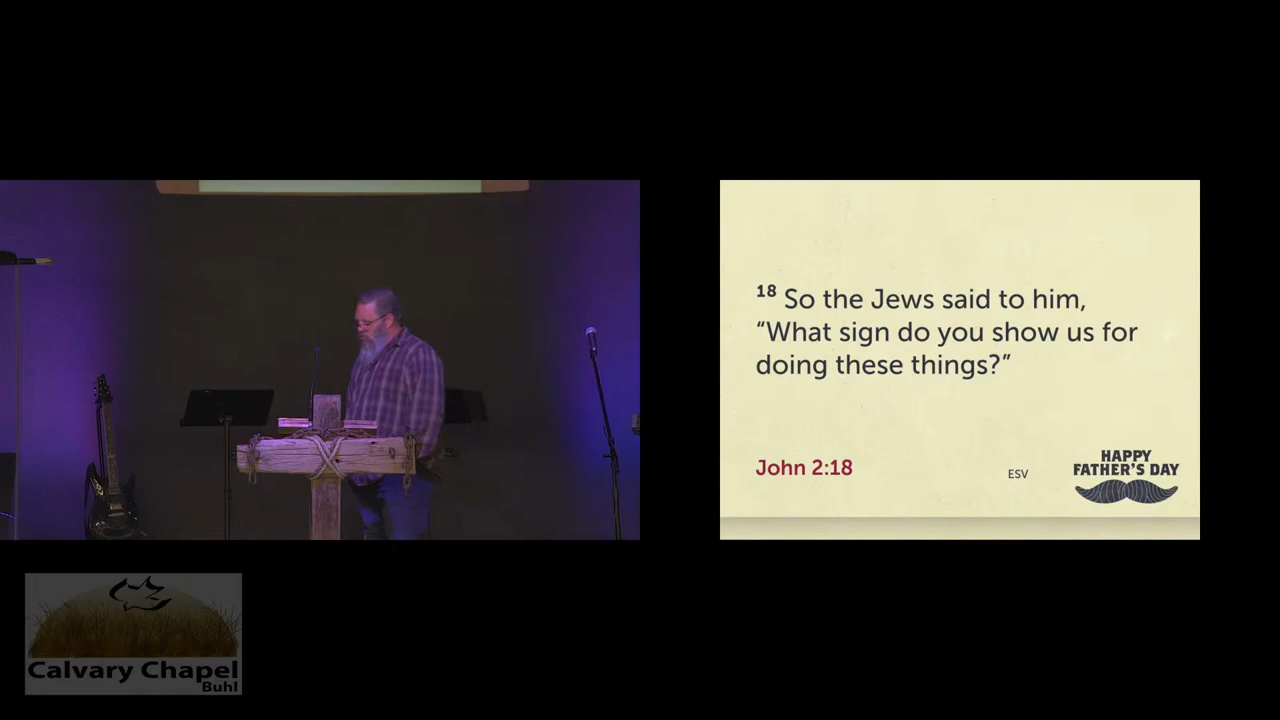 18 So the Jews said to him,
“What sign do you show us for
doing these things?”
John 2:18
ESV
HAPPY
FATHER'S DAY
Calvary Chapel
Buhl